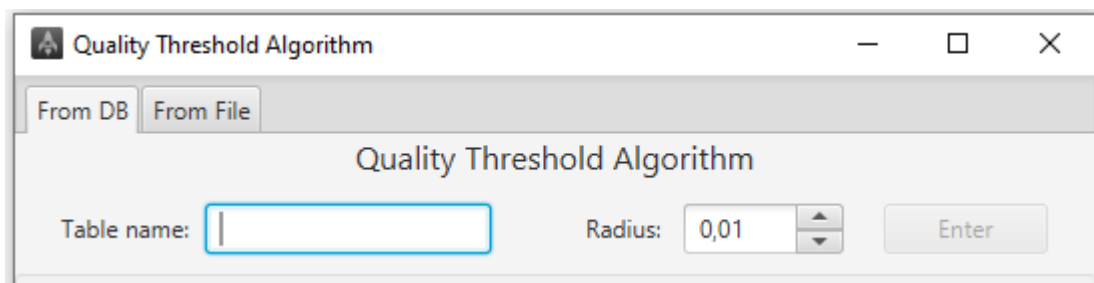 Quality Threshold Algorithm
From DB From File
Quality Threshold Algorithm
Table name: Radius: 0,01 Enter